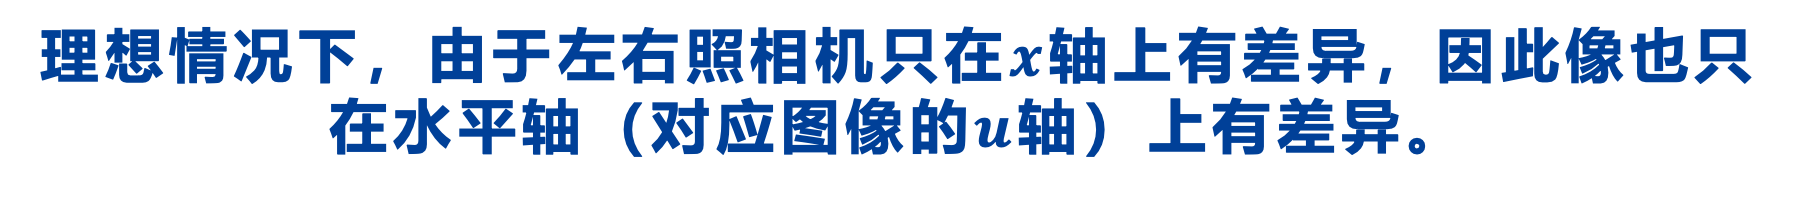 理想情况下，由于左右照相机只在x轴上有差异，因此像也只
在水平轴（对应图像的u轴）上有差异。